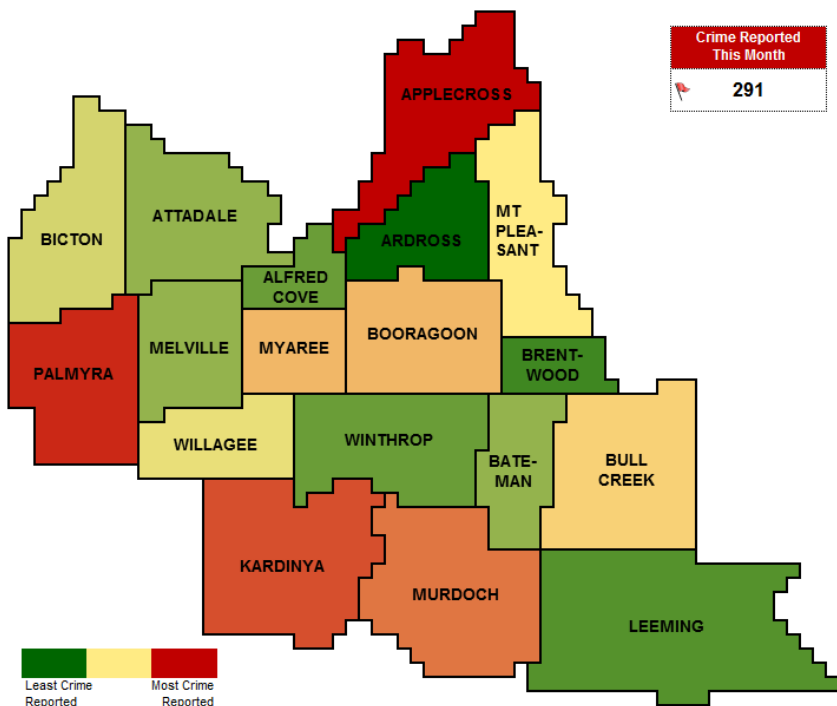 Crime Reported
This Month
291
APPLECROSS
ATTADALE
MT
PLEA-
SANT
BICTON
ARDROSS
ALFRED
COVE
BOORAGOON
MELVILLE
MYAREE
BRENT-
WOOD
PALMYRA
WILLAGEE
WINTHROP
BATE-
MAN
BULL
CREEK
KARDINYA
MURDOCH
LEEMING
Least Crime
Reported
Most Crime
Reported